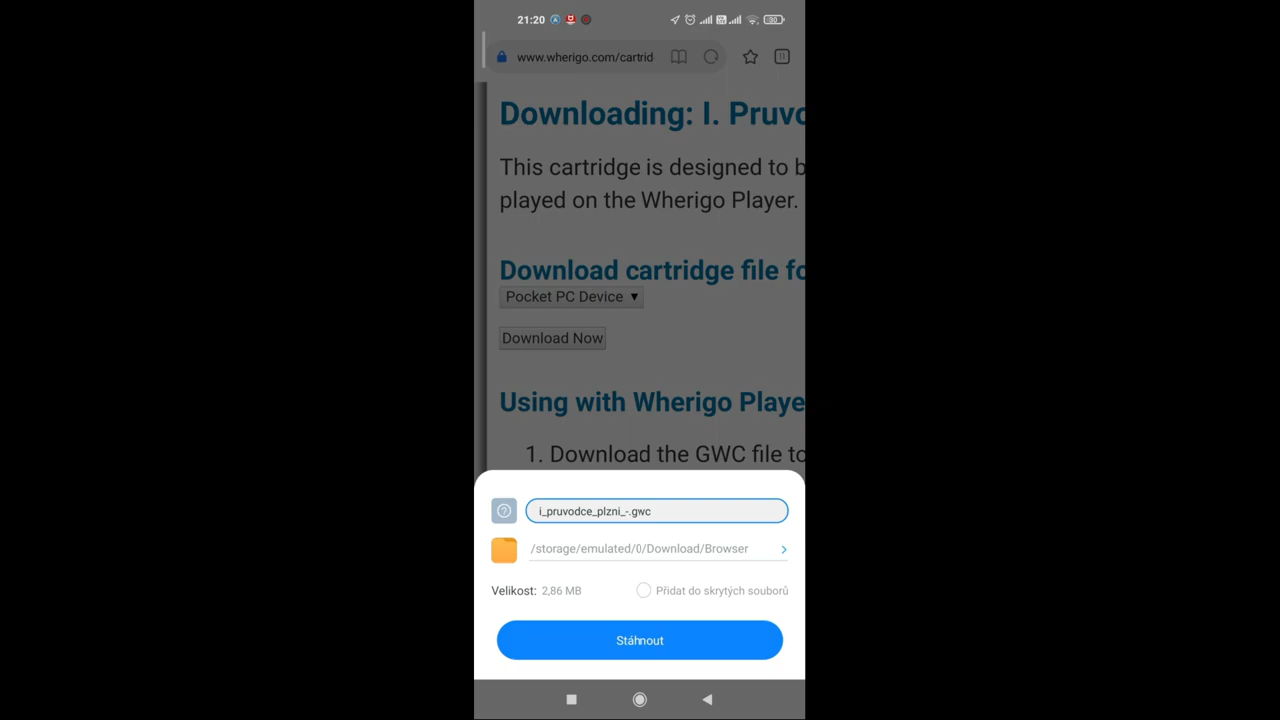 21:20
30
www.wherigo.com/cartrid
11
Downloading: I. Pruvo
This cartridge is designed to b
played on the Wherigo Player.
Download cartridge file fo
Pocket PC Device ▼
Download Now
Using with Wherigo Playe
1. Download the GWC file to
i_pruvodce_plzni_-.gwc
/storage/emulated/0/Download/Browser
Velikost: 2,86 MB
Přidat do skrytých souborů
Stáhnout